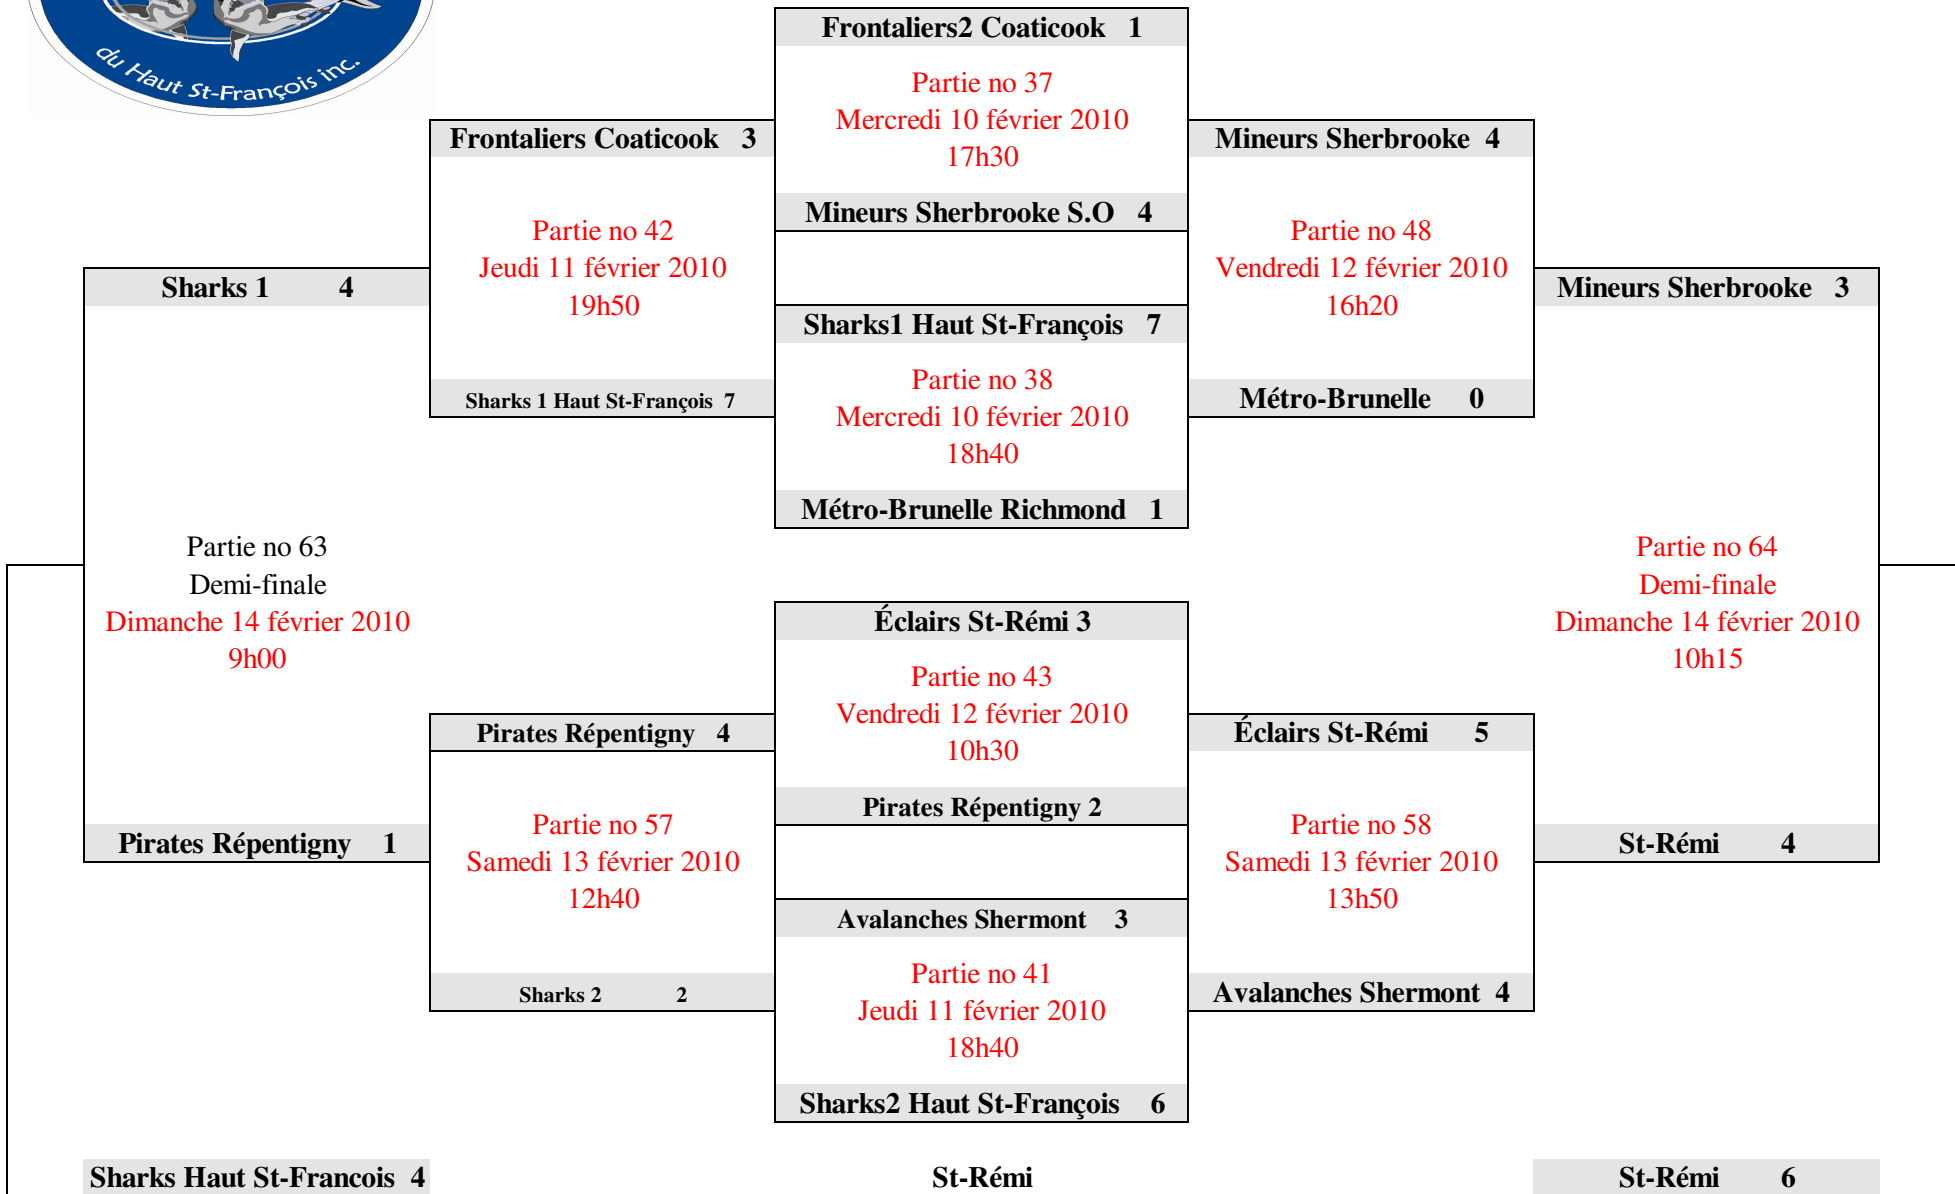 du Haut St-François inc.
Frontaliers2 Coaticook 1
Partie no 37
Mercredi 10 février 2010
17h30
Mineurs Sherbrooke S.O 4
Frontaliers Coaticook 3
Partie no 42
Jeudi 11 février 2010
19h50
Sharks 1 Haut St-François 7
Mineurs Sherbrooke 4
Partie no 48
Vendredi 12 février 2010
16h20
Métro-Brunelle 0
Sharks1 Haut St-François 7
Partie no 38
Mercredi 10 février 2010
18h40
Métro-Brunelle Richmond 1
Sharks 1 4
Partie no 63
Demi-finale
Dimanche 14 février 2010
9h00
Pirates Répentigny 1
Mineurs Sherbrooke 3
Partie no 64
Demi-finale
Dimanche 14 février 2010
10h15
St-Rémi 4
Éclairs St-Rémi 3
Partie no 43
Vendredi 12 février 2010
10h30
Pirates Répentigny 2
Pirates Répentigny 4
Partie no 57
Samedi 13 février 2010
12h40
Sharks 2 2
Éclairs St-Rémi 5
Partie no 58
Samedi 13 février 2010
13h50
Avalanches Shermont 4
Avalanches Shermont 3
Partie no 41
Jeudi 11 février 2010
18h40
Sharks2 Haut St-François 6
Sharks Haut St-Francois 4
St-Rémi
St-Rémi 6